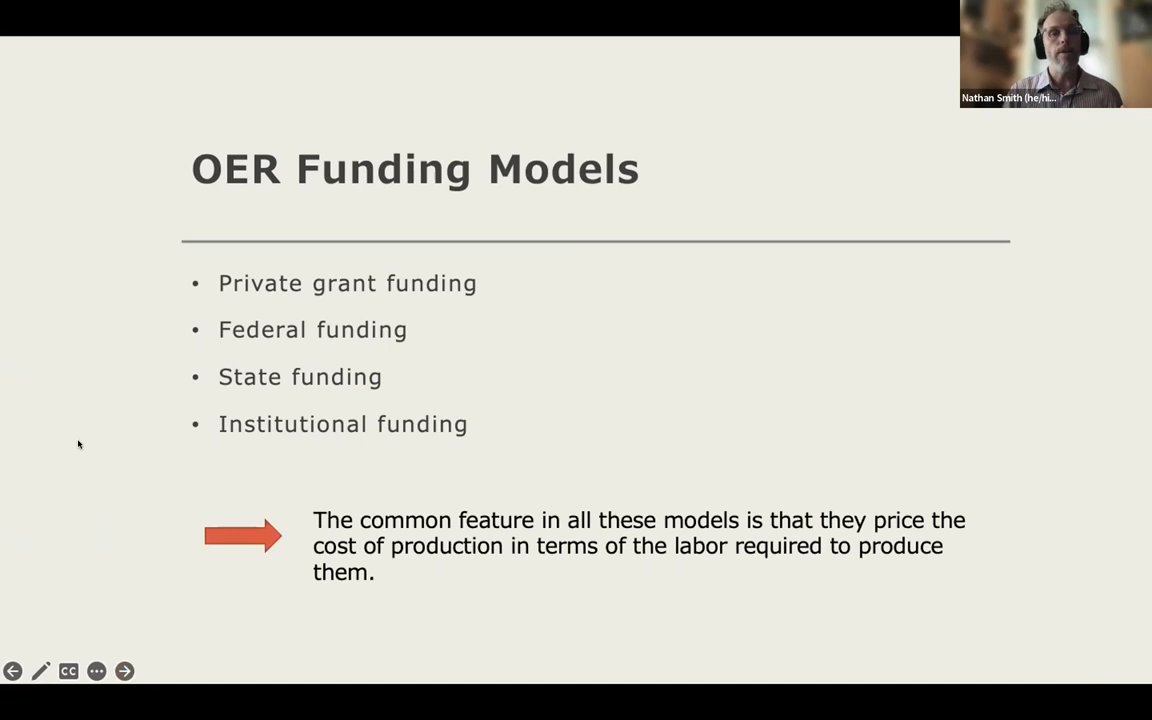 Nathan Smith (he/hi...
OER Funding Models
• Private grant funding
• Federal funding
• State funding
• Institutional funding
The common feature in all these models is that they price the
cost of production in terms of the labor required to produce
them.
CC